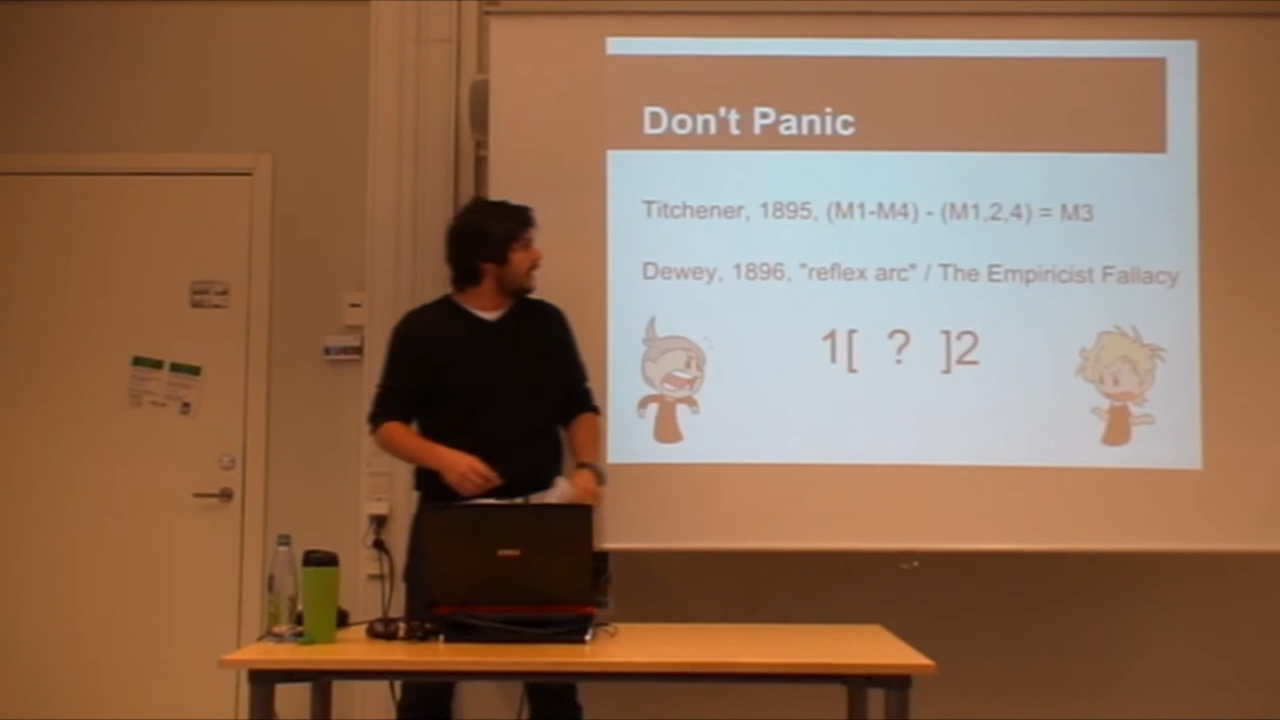 Don't Panic
Titchener, 1895, (M1-M4) - (M1,2,4) = M3
Dewey, 1896, "reflex arc" / The Empiricist Fallacy
1[ ? ]2